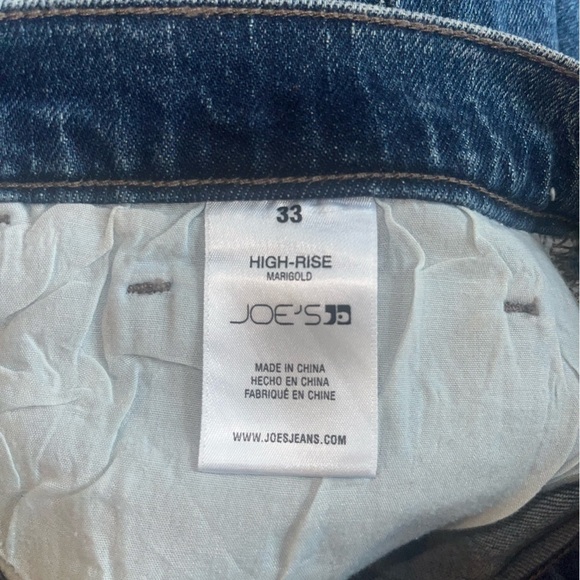 33
HIGH-RISE
MARIGOLD
JOE'S
MADE IN CHINA
HECHO EN CHINA
FABRIQUÉ EN CHINE
WWW.JOESJEANS.COM